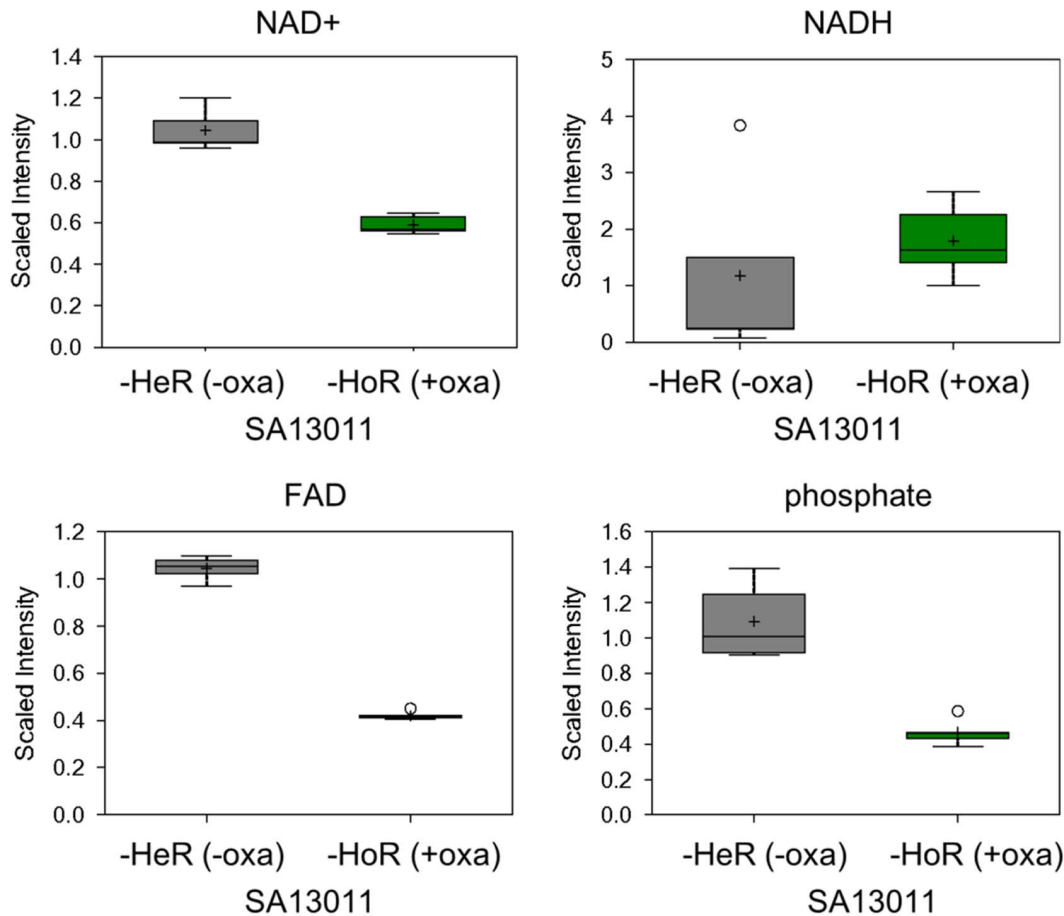 NAD+
Scaled Intensity
1.4
1.2
1.0
0.8
0.6
0.4
0.2
0.0
-HeR (-oxa) -HoR (+oxa)
SA13011
NADH
Scaled Intensity
5
4
3
2
1
0
-HeR (-oxa) -HoR (+oxa)
SA13011
FAD
Scaled Intensity
1.2
1.0
0.8
0.6
0.4
0.2
0.0
-HeR (-oxa) -HoR (+oxa)
SA13011
phosphate
Scaled Intensity
1.6
1.4
1.2
1.0
0.8
0.6
0.4
0.2
0.0
-HeR (-oxa) -HoR (+oxa)
SA13011